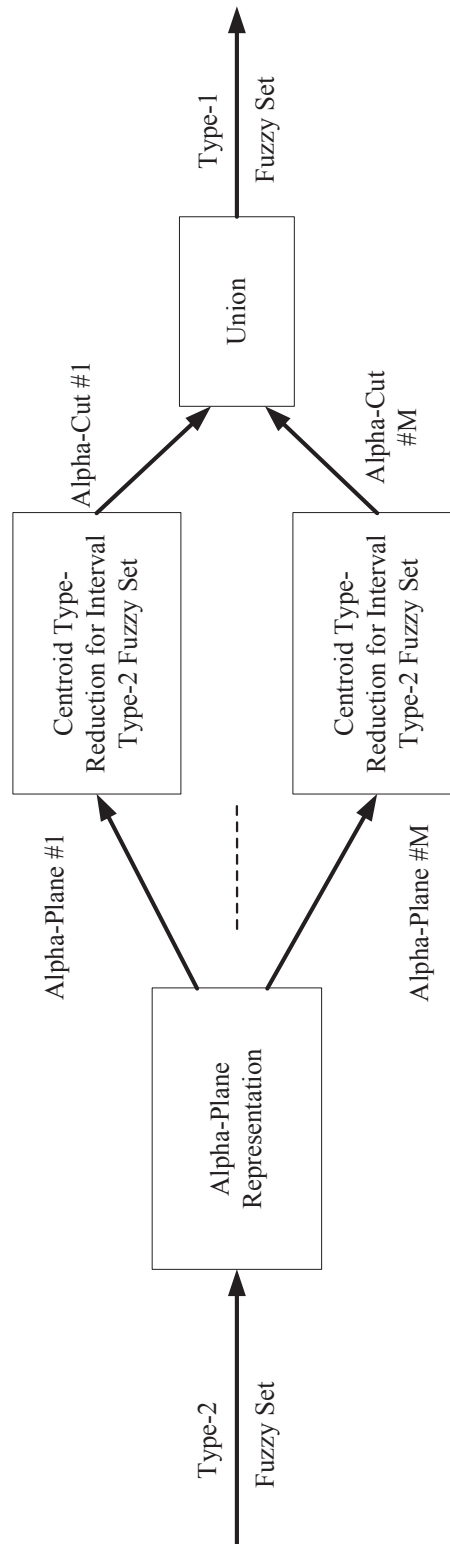 Type-2
Fuzzy Set
Alpha-Plane
Representation
Alpha-Plane #1
Alpha-Plane #M
Centroid Type-
Reduction for Interval
Type-2 Fuzzy Set
Centroid Type-
Reduction for Interval
Type-2 Fuzzy Set
Alpha-Cut #1
Alpha-Cut
#M
Union
Type-1
Fuzzy Set